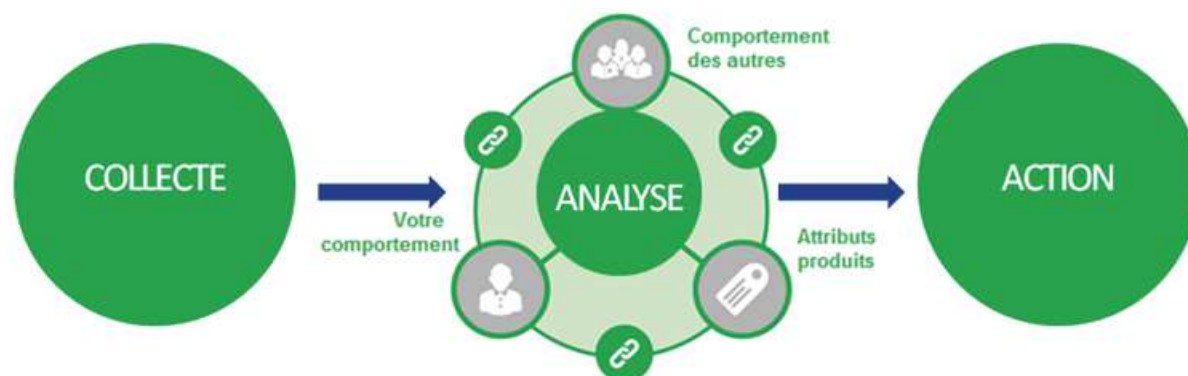 COLLECTE
Votre
comportement
Comportement
des autres
ANALYSE
Attributs
produits
ACTION